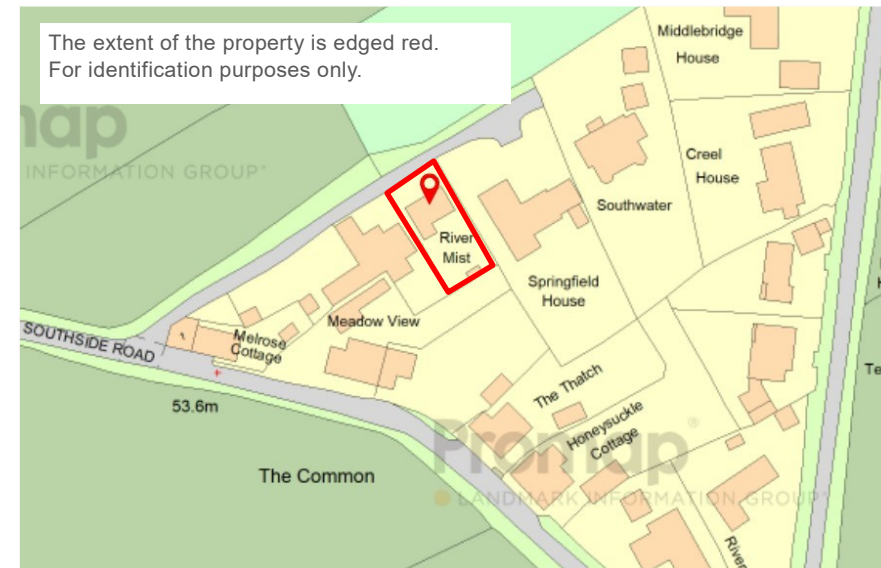 The extent of the property is edged red.
For identification purposes only.
Middlebridge
House
INFORMATION GROUP
Creel
House
Southwater
River
Mist
Springfield
House
SOUTHSIDE ROAD
Melrose
Cottage
Meadow View
53.6m
The Thatch
Honeysuckle
Cottage
Promap®
LANDMARK INFORMATION GROUP
The Common
River